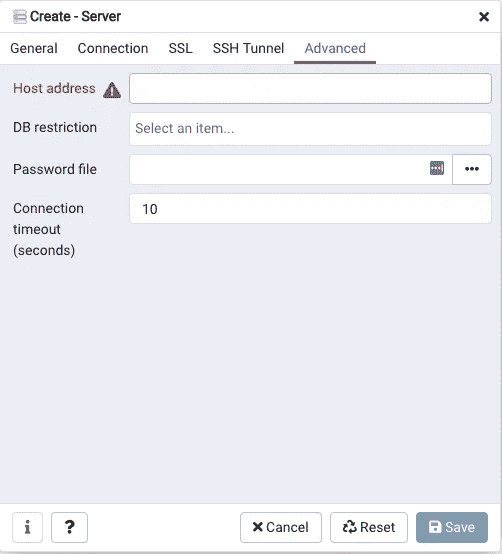 Create - Server
General Connection SSL SSH Tunnel Advanced
Host address
DB restriction Select an item...
Password file
Connection timeout (seconds) 10
i ? Cancel Reset Save